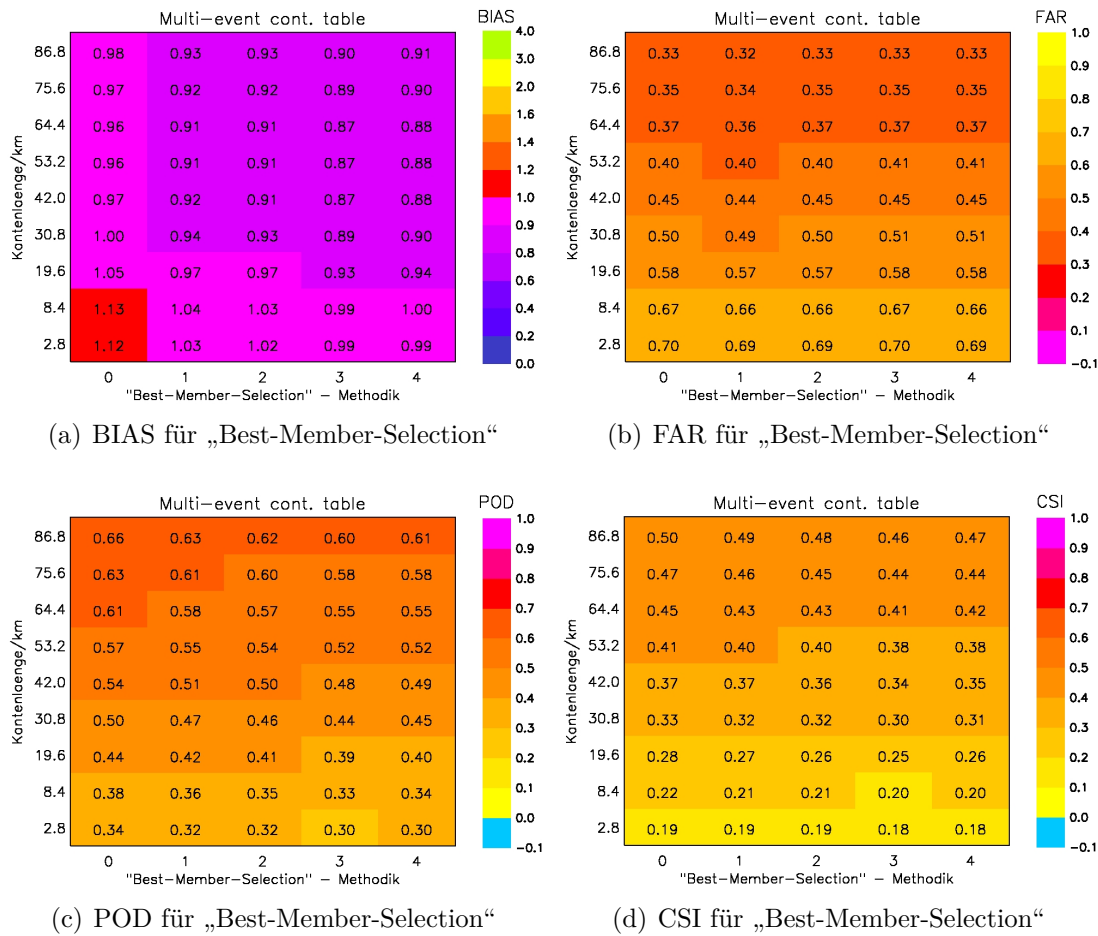 Multi-event cont. table
BIAS
86.8 0.98 0.93 0.93 0.90 0.91
75.6 0.97 0.92 0.92 0.89 0.90
64.4 0.96 0.91 0.91 0.87 0.88
53.2 0.96 0.91 0.91 0.87 0.88
42.0 0.97 0.92 0.91 0.87 0.88
30.8 1.00 0.94 0.93 0.89 0.90
19.6 1.05 0.97 0.97 0.93 0.94
8.4 1.13 1.04 1.03 0.99 1.00
2.8 1.12 1.03 1.02 0.99 0.99
0 1 2 3 4
Kantenlaenge/km
"Best-Member-Selection" - Methodik
4.0
3.0
2.0
1.6
1.4
1.2
1.0
0.9
0.8
0.6
0.4
0.2
0.0
(a) BIAS für „Best-Member-Selection“
Multi-event cont. table
FAR
86.8 0.33 0.32 0.33 0.33 0.33
75.6 0.35 0.34 0.35 0.35 0.35
64.4 0.37 0.36 0.37 0.37 0.37
53.2 0.40 0.40 0.40 0.41 0.41
42.0 0.45 0.44 0.45 0.45 0.45
30.8 0.50 0.49 0.50 0.51 0.51
19.6 0.58 0.57 0.57 0.58 0.58
8.4 0.67 0.66 0.66 0.67 0.66
2.8 0.70 0.69 0.69 0.70 0.69
0 1 2 3 4
Kantenlaenge/km
"Best-Member-Selection" - Methodik
1.0
0.9
0.8
0.7
0.6
0.5
0.4
0.3
0.2
0.1
-0.1
(b) FAR für „Best-Member-Selection“
Multi-event cont. table
POD
86.8 0.66 0.63 0.62 0.60 0.61
75.6 0.63 0.61 0.60 0.58 0.58
64.4 0.61 0.58 0.57 0.55 0.55
53.2 0.57 0.55 0.54 0.52 0.52
42.0 0.54 0.51 0.50 0.48 0.49
30.8 0.50 0.47 0.46 0.44 0.45
19.6 0.44 0.42 0.41 0.39 0.40
8.4 0.38 0.36 0.35 0.33 0.34
2.8 0.34 0.32 0.32 0.30 0.30
0 1 2 3 4
Kantenlaenge/km
"Best-Member-Selection" - Methodik
1.0
0.9
0.8
0.7
0.6
0.5
0.4
0.3
0.2
0.1
0.0
-0.1
(c) POD für „Best-Member-Selection“
Multi-event cont. table
CSI
86.8 0.50 0.49 0.48 0.46 0.47
75.6 0.47 0.46 0.45 0.44 0.44
64.4 0.45 0.43 0.43 0.41 0.42
53.2 0.41 0.40 0.40 0.38 0.38
42.0 0.37 0.37 0.36 0.34 0.35
30.8 0.33 0.32 0.32 0.30 0.31
19.6 0.28 0.27 0.26 0.25 0.26
8.4 0.22 0.21 0.21 0.20 0.20
2.8 0.19 0.19 0.19 0.18 0.18
0 1 2 3 4
Kantenlaenge/km
"Best-Member-Selection" - Methodik
1.0
0.9
0.8
0.7
0.6
0.5
0.4
0.3
0.2
0.1
0.0
-0.1
(d) CSI für „Best-Member-Selection“